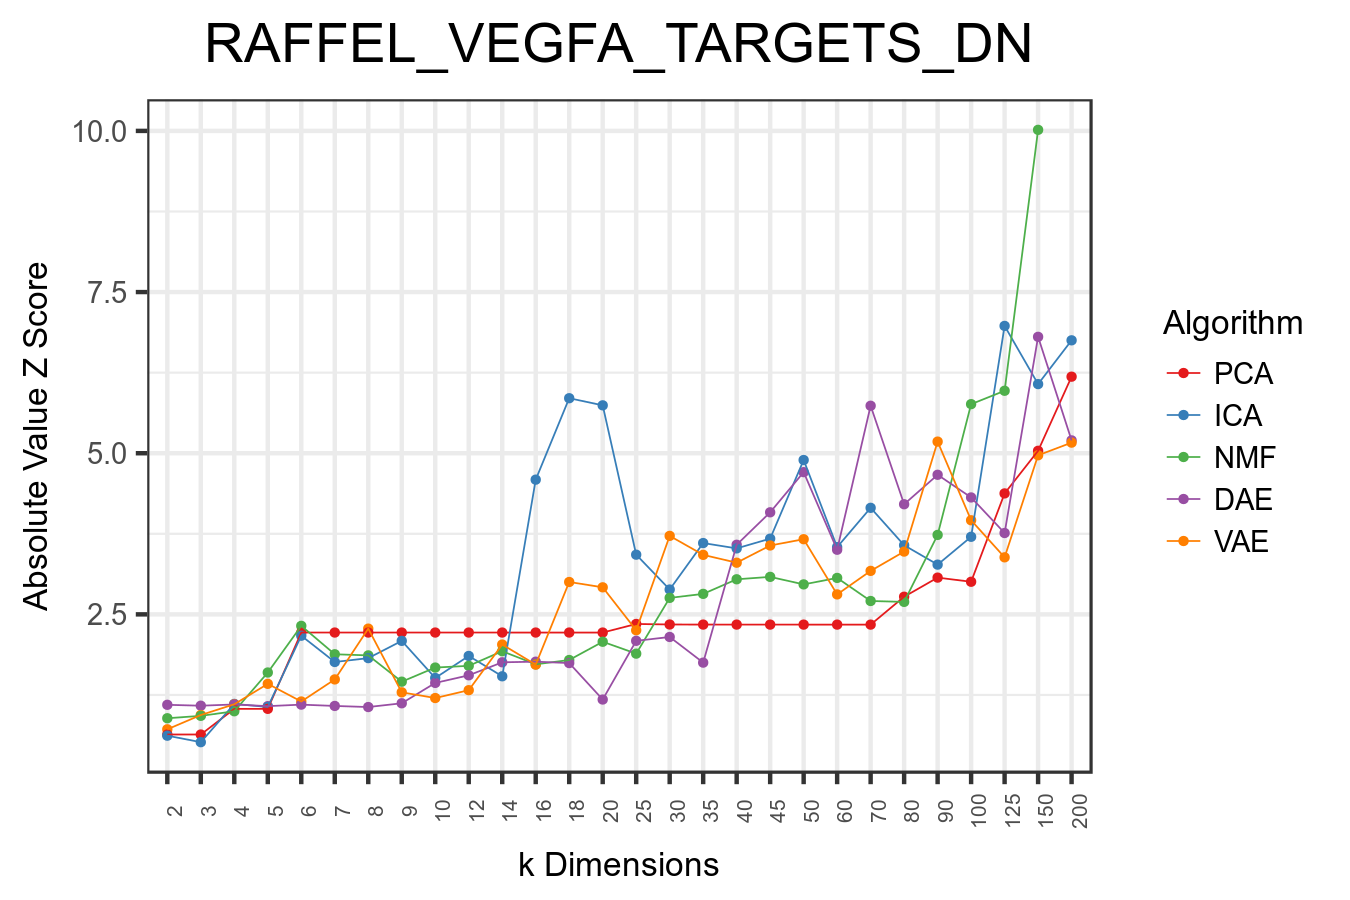 RAFFEL_VEGFA_TARGETS_DN
Absolute Value Z Score
10.0
7.5
5.0
2.5
2 3 4 5 6 7 8 9 10 12 14 16 18 20 25 30 35 40 45 50 60 70 80 90 100 125 150 200
k Dimensions
Algorithm
PCA
ICA
NMF
DAE
VAE